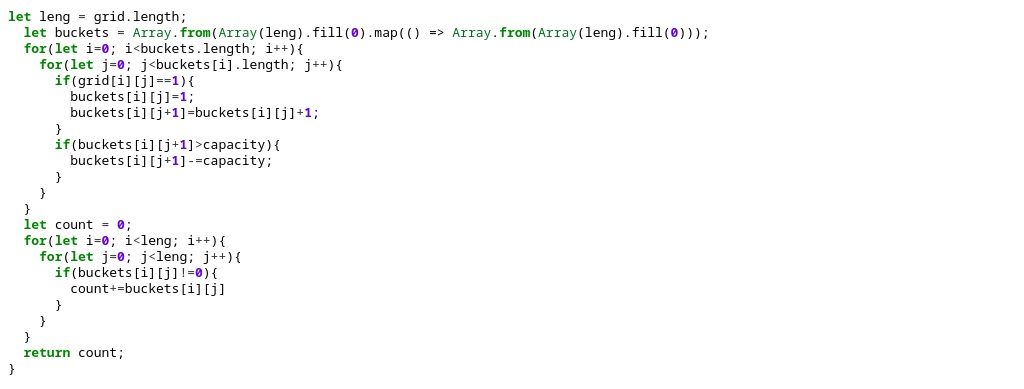 let leng = grid.length;
  let buckets = Array.from(Array(leng).fill(0).map(() => Array.from(Array(leng).fill(0)));
  for(let i=0; i<buckets.length; i++){
    for(let j=0; j<buckets[i].length; j++){
      if(grid[i][j]==1){
        buckets[i][j]=1;
        buckets[i][j+1]=buckets[i][j]+1;
      }
      if(buckets[i][j+1]>capacity){
        buckets[i][j+1]-=capacity;
      }
    }
  }
  let count = 0;
  for(let i=0; i<leng; i++){
    for(let j=0; j<leng; j++){
      if(buckets[i][j]!=0){
        count+=buckets[i][j]
      }
    }
  }
  return count;
}